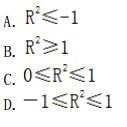 A. R²≤-1
B. R²≥1
C. 0≤R²≤1
D. －1≤R²≤1